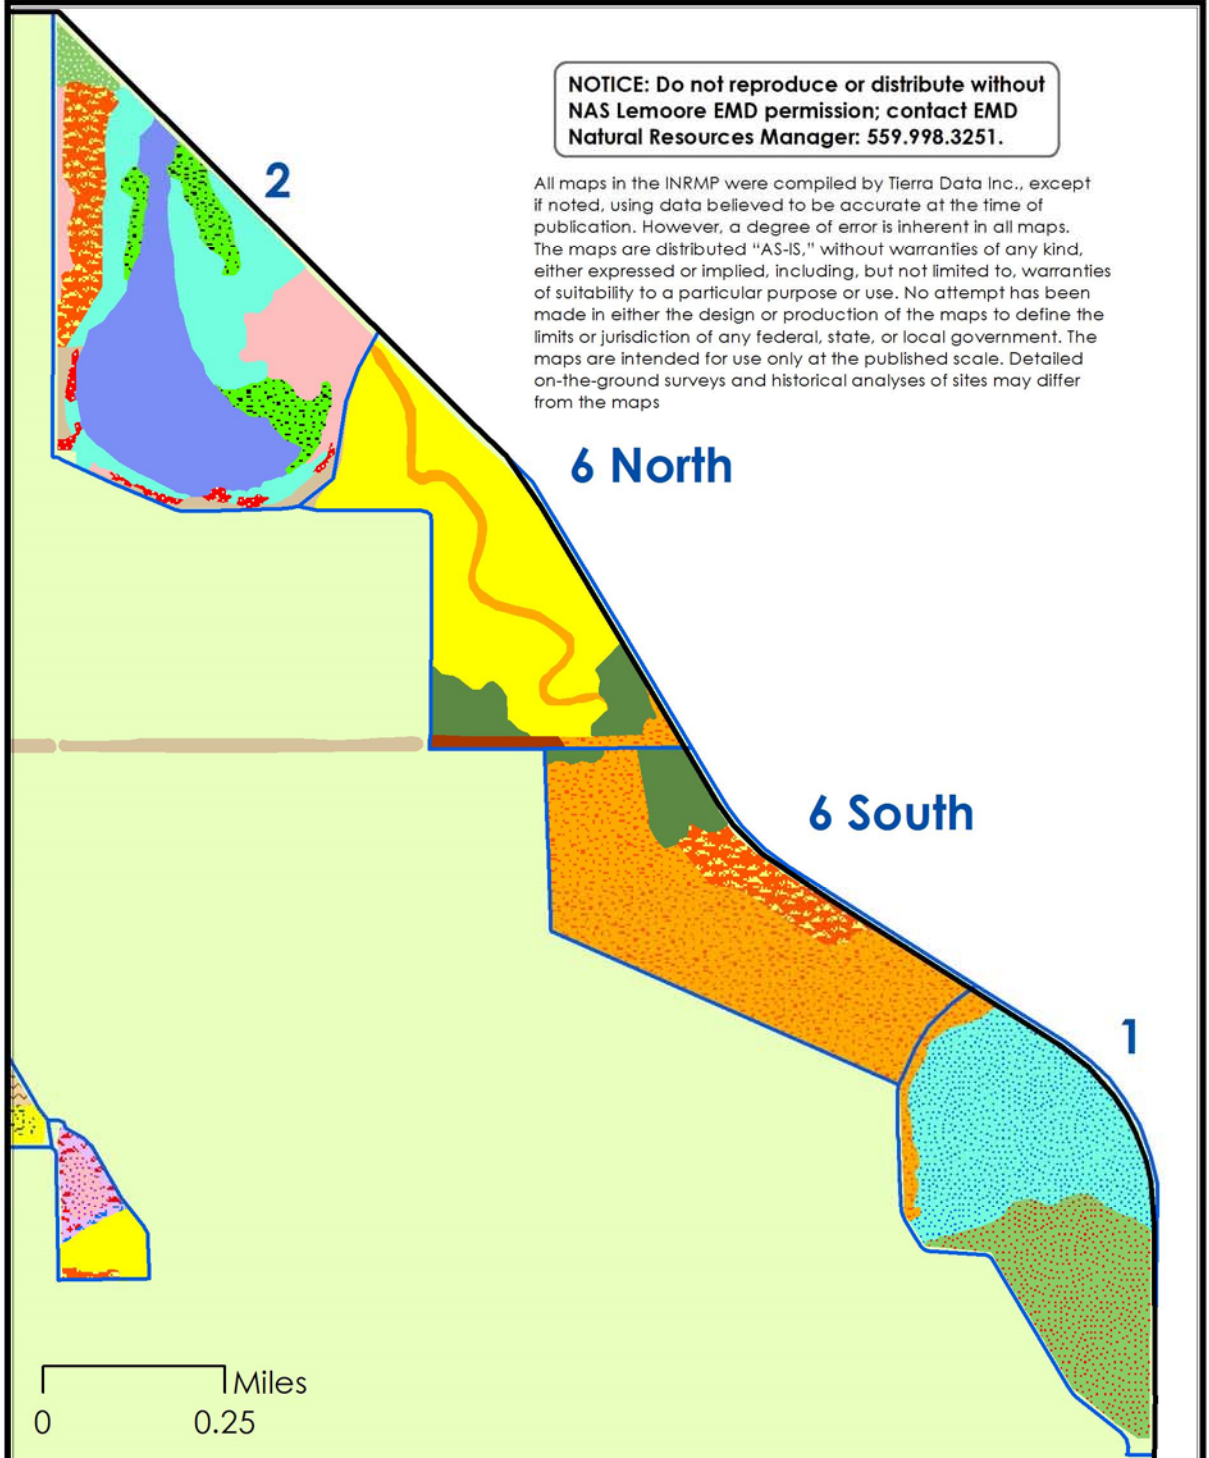 NOTICE: Do not reproduce or distribute without
NAS Lemoore EMD permission; contact EMD
Natural Resources Manager: 559.998.3251.
2
All maps in the INRMP were compiled by Tierra Data Inc., except
if noted, using data believed to be accurate at the time of
publication. However, a degree of error is inherent in all maps.
The maps are distributed “AS-IS,” without warranties of any kind,
either expressed or implied, including, but not limited to, warranties
of suitability to a particular purpose or use. No attempt has been
made in either the design or production of the maps to define the
limits or jurisdiction of any federal, state, or local government. The
maps are intended for use only at the published scale. Detailed
on-the-ground surveys and historical analyses of sites may differ
from the maps
6 North
6 South
1
Miles
0 0.25